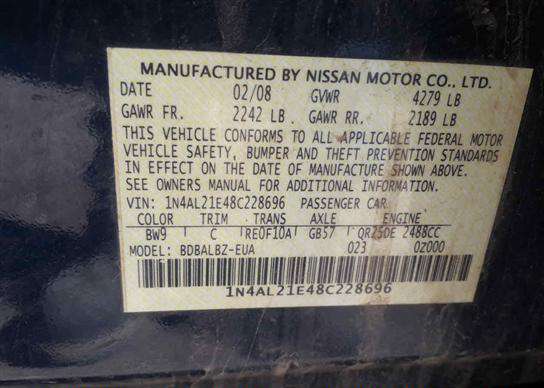 MANUFACTURED BY NISSAN MOTOR CO., LTD.
DATE 02/08 GVWR 4279 LB
GAWR FR. 2242 LB GAWR RR. 2189 LB
THIS VEHICLE CONFORMS TO ALL APPLICABLE FEDERAL MOTOR
VEHICLE SAFETY, BUMPER AND THEFT PREVENTION STANDARDS
IN EFFECT ON THE DATE OF MANUFACTURE SHOWN ABOVE.
SEE OWNERS MANUAL FOR ADDITIONAL INFORMATION.
VIN: 1N4AL21E48C228696 PASSENGER CAR
COLOR TRIM TRANS AXLE ENGINE
BW9 C RE0F10A GB57 QR25DE 2488CC
MODEL: BDBALBZ-EUA 023 0Z000
1N4AL21E48C228696